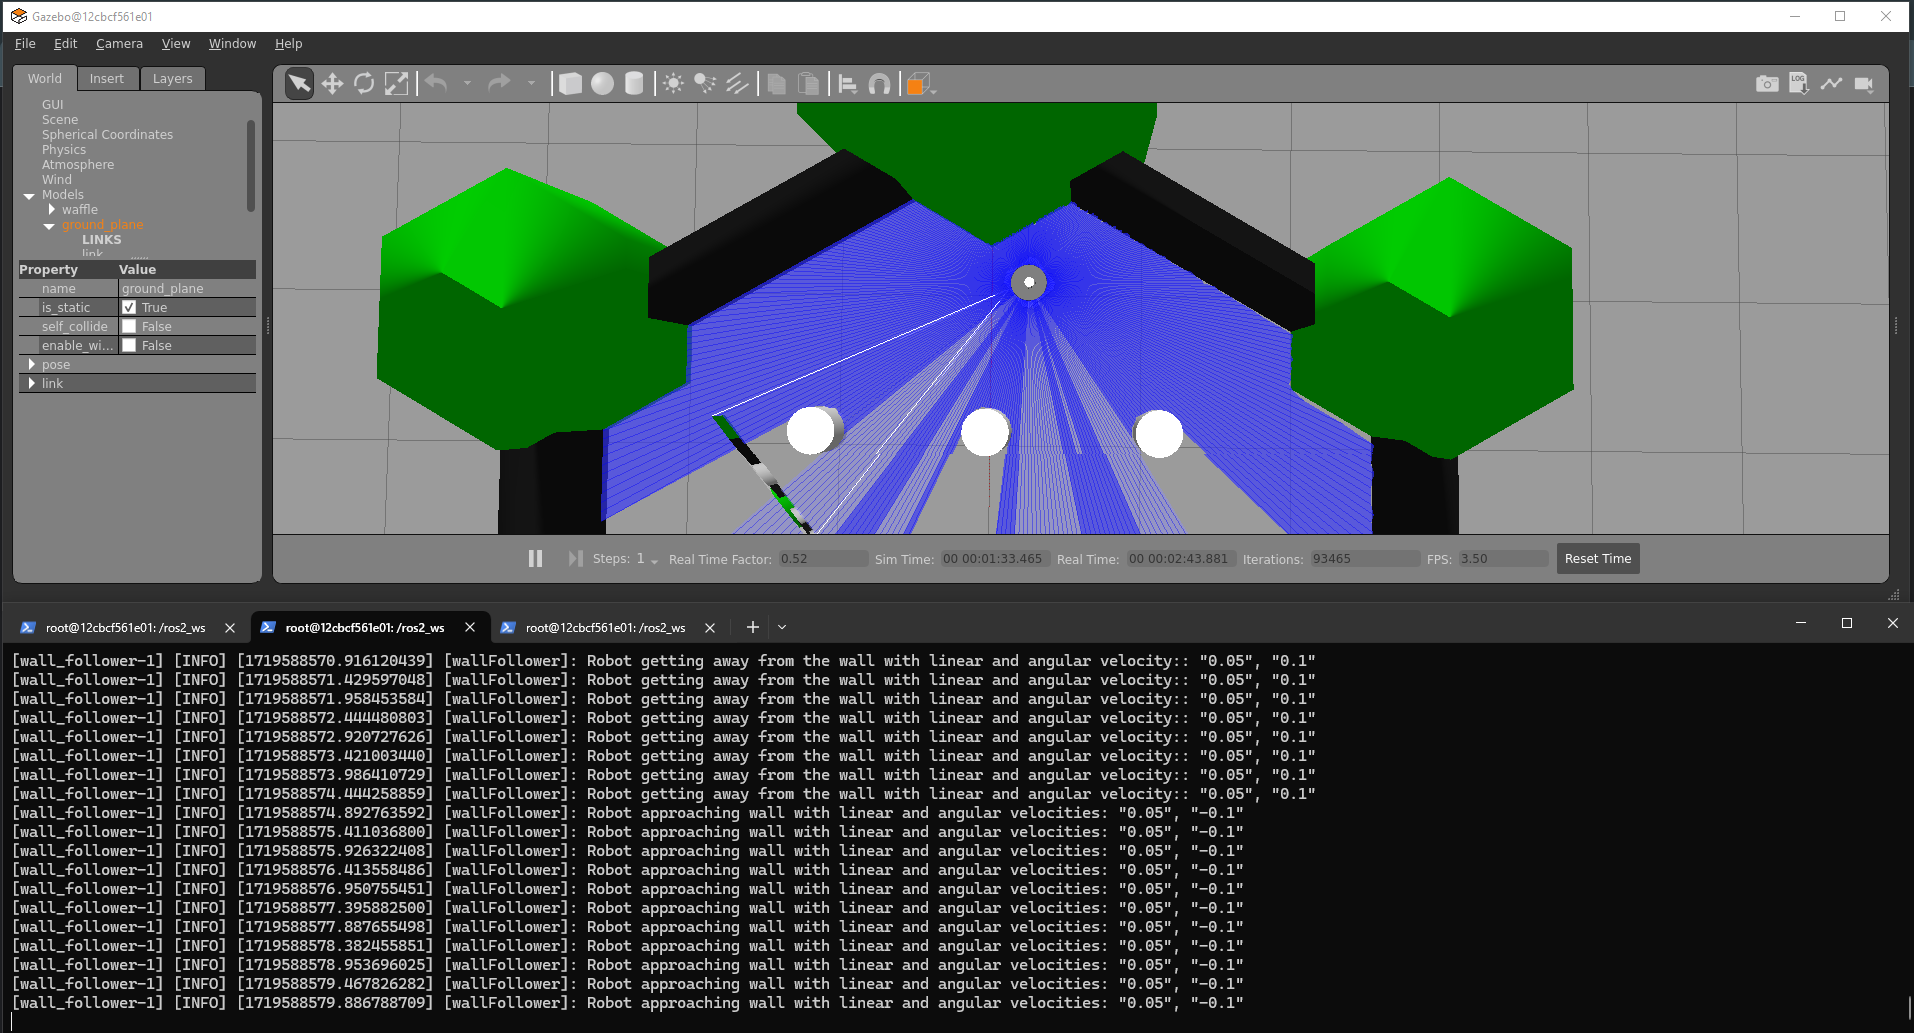 Gazebo@12cbcf561e01
File Edit Camera View Window Help
World Insert Layers
GUI
Scene
Spherical Coordinates
Physics
Atmosphere
Wind
Models
waffle
ground_plane
LINKS
link
Property Value
name ground_plane
is_static True
self_collide False
enable_wi... False
pose
link
LOG
Steps: 1 Real Time Factor: 0.52 Sim Time: 00 00:01:33.465 Real Time: 00 00:02:43.881 Iterations: 93465 FPS: 3.50 Reset Time
root@12cbcf561e01: /ros2_ws root@12cbcf561e01: /ros2_ws root@12cbcf561e01: /ros2_ws
[wall_follower-1] [INFO] [1719588570.916120439] [wallFollower]: Robot getting away from the wall with linear and angular velocity:: "0.05", "0.1"
[wall_follower-1] [INFO] [1719588571.429597048] [wallFollower]: Robot getting away from the wall with linear and angular velocity:: "0.05", "0.1"
[wall_follower-1] [INFO] [1719588571.958453584] [wallFollower]: Robot getting away from the wall with linear and angular velocity:: "0.05", "0.1"
[wall_follower-1] [INFO] [1719588572.444480803] [wallFollower]: Robot getting away from the wall with linear and angular velocity:: "0.05", "0.1"
[wall_follower-1] [INFO] [1719588572.920727626] [wallFollower]: Robot getting away from the wall with linear and angular velocity:: "0.05", "0.1"
[wall_follower-1] [INFO] [1719588573.421003440] [wallFollower]: Robot getting away from the wall with linear and angular velocity:: "0.05", "0.1"
[wall_follower-1] [INFO] [1719588573.986410729] [wallFollower]: Robot getting away from the wall with linear and angular velocity:: "0.05", "0.1"
[wall_follower-1] [INFO] [1719588574.444258859] [wallFollower]: Robot getting away from the wall with linear and angular velocity:: "0.05", "0.1"
[wall_follower-1] [INFO] [1719588574.892763592] [wallFollower]: Robot approaching wall with linear and angular velocities: "0.05", "-0.1"
[wall_follower-1] [INFO] [1719588575.411036800] [wallFollower]: Robot approaching wall with linear and angular velocities: "0.05", "-0.1"
[wall_follower-1] [INFO] [1719588575.926322408] [wallFollower]: Robot approaching wall with linear and angular velocities: "0.05", "-0.1"
[wall_follower-1] [INFO] [1719588576.413558486] [wallFollower]: Robot approaching wall with linear and angular velocities: "0.05", "-0.1"
[wall_follower-1] [INFO] [1719588576.950755451] [wallFollower]: Robot approaching wall with linear and angular velocities: "0.05", "-0.1"
[wall_follower-1] [INFO] [1719588577.395882500] [wallFollower]: Robot approaching wall with linear and angular velocities: "0.05", "-0.1"
[wall_follower-1] [INFO] [1719588577.887655498] [wallFollower]: Robot approaching wall with linear and angular velocities: "0.05", "-0.1"
[wall_follower-1] [INFO] [1719588578.382455851] [wallFollower]: Robot approaching wall with linear and angular velocities: "0.05", "-0.1"
[wall_follower-1] [INFO] [1719588578.953696025] [wallFollower]: Robot approaching wall with linear and angular velocities: "0.05", "-0.1"
[wall_follower-1] [INFO] [1719588579.467826282] [wallFollower]: Robot approaching wall with linear and angular velocities: "0.05", "-0.1"
[wall_follower-1] [INFO] [1719588579.886788709] [wallFollower]: Robot approaching wall with linear and angular velocities: "0.05", "-0.1"